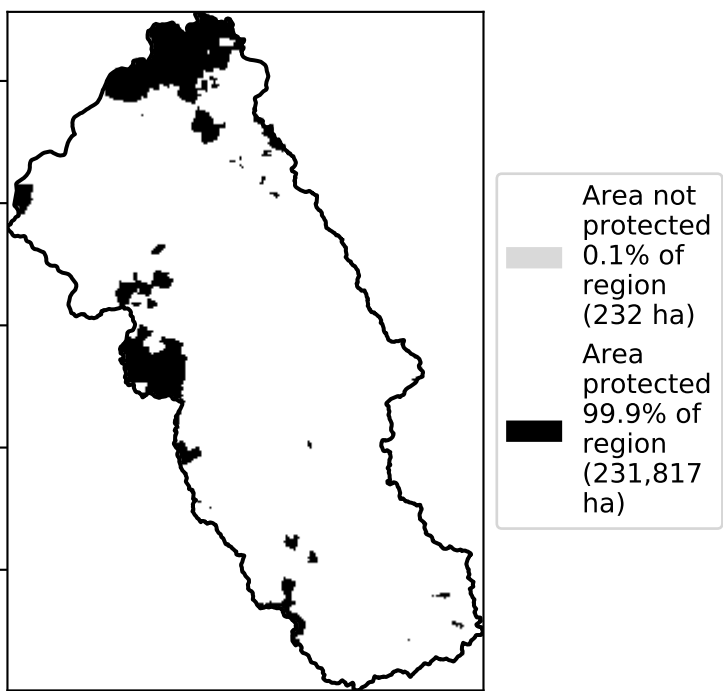 Area not
protected
0.1% of
region
(232 ha)
Area
protected
99.9% of
region
(231,817
ha)